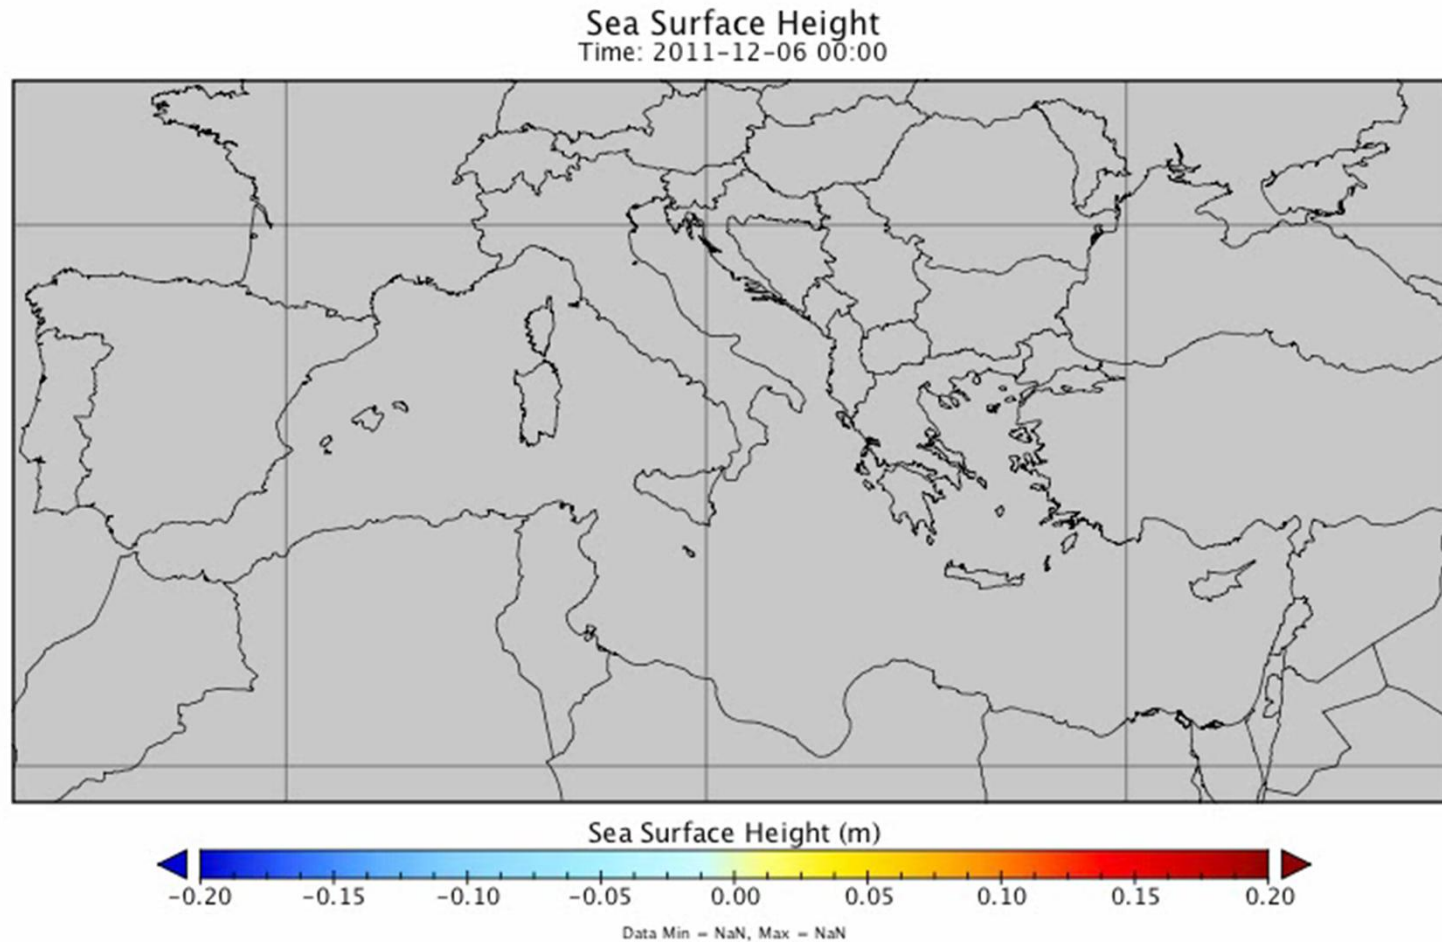 Sea Surface Height
Time: 2011-12-06 00:00
Sea Surface Height (m)
-0.20 -0.15 -0.10 -0.05 0.00 0.05 0.10 0.15 0.20
Data Min = NaN, Max = NaN